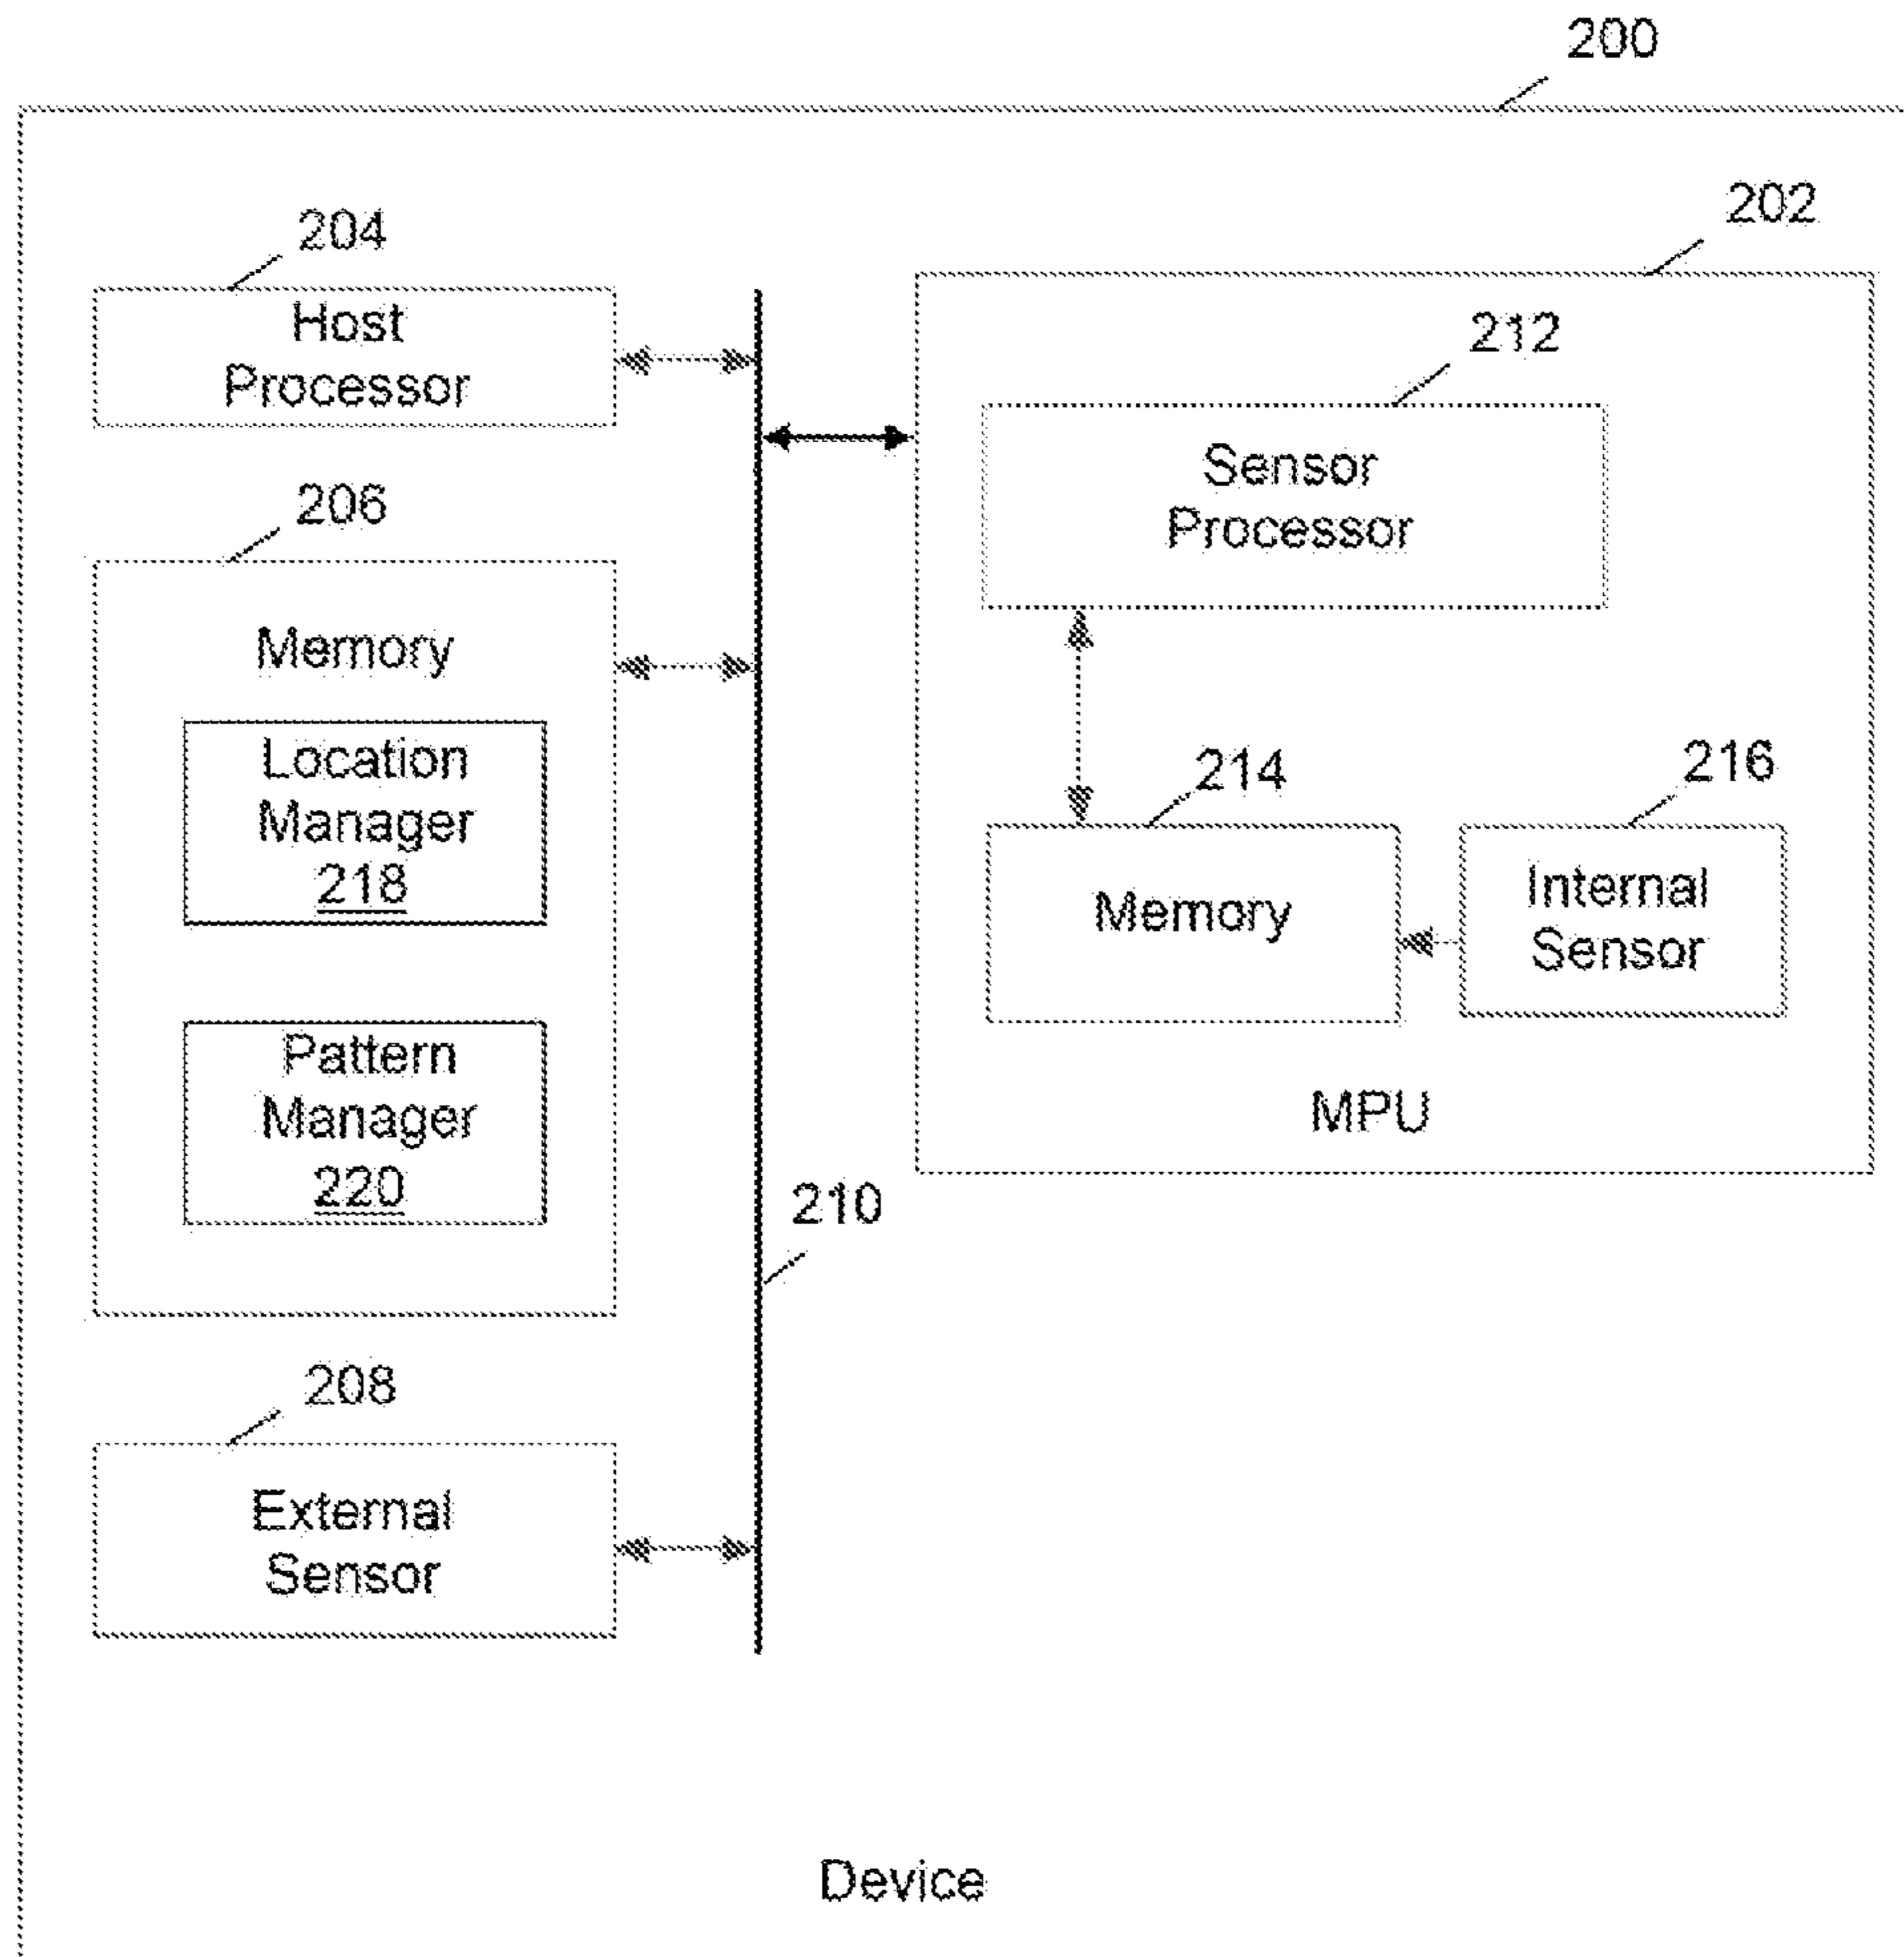 200
202
204
Host
Processor
212
Sensor
Processor
206
Memory
Location
Manager
218
214
216
Memory
Internal
Sensor
Pattern
Manager
220
MPU
210
208
External
Sensor
Device